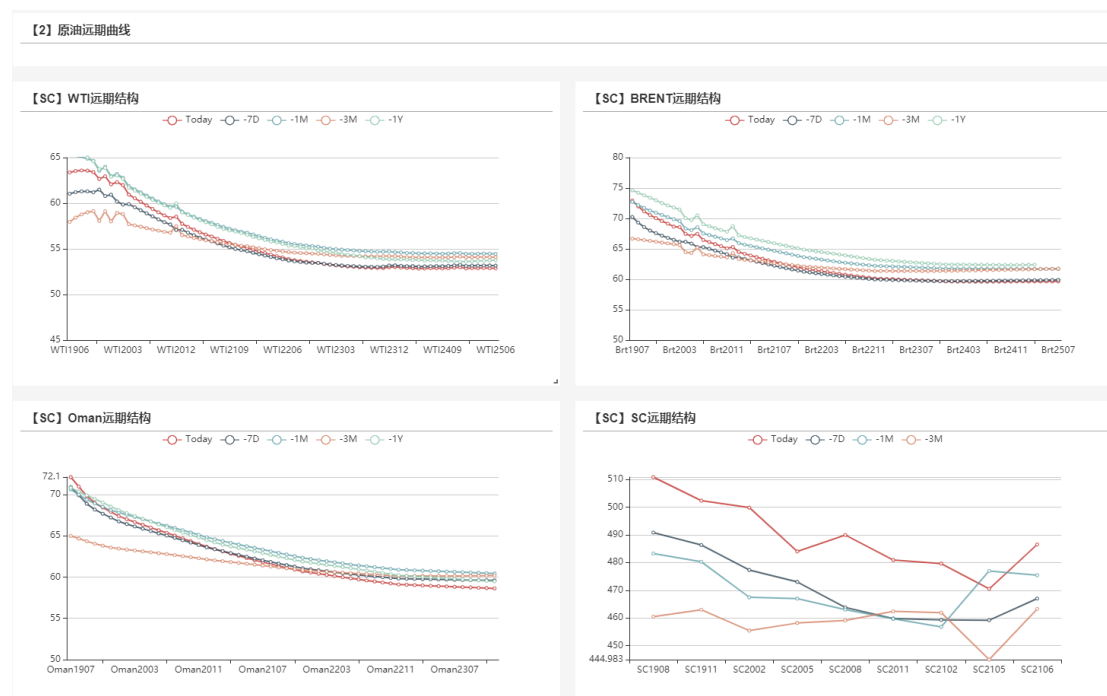 【2】原油远期曲线
【SC】WTI远期结构
Today -7D -1M -3M -1Y
65
60
55
50
45
WTI1906 WTI2003 WTI2012 WTI2109 WTI2206 WTI2303 WTI2312 WTI2409 WTI2506
【SC】BRENT远期结构
Today -7D -1M -3M -1Y
80
75
70
65
60
55
50
Brt1907 Brt2003 Brt2011 Brt2107 Brt2203 Brt2211 Brt2307 Brt2403 Brt2411 Brt2507
【SC】Oman远期结构
Today -7D -1M -3M -1Y
72.1
70
65
60
55
50
Oman1907 Oman2003 Oman2011 Oman2107 Oman2203 Oman2211 Oman2307
【SC】SC远期结构
Today -7D -1M -3M
510
500
490
480
470
460
450
444.983
SC1908 SC1911 SC2002 SC2005 SC2008 SC2011 SC2102 SC2105 SC2106